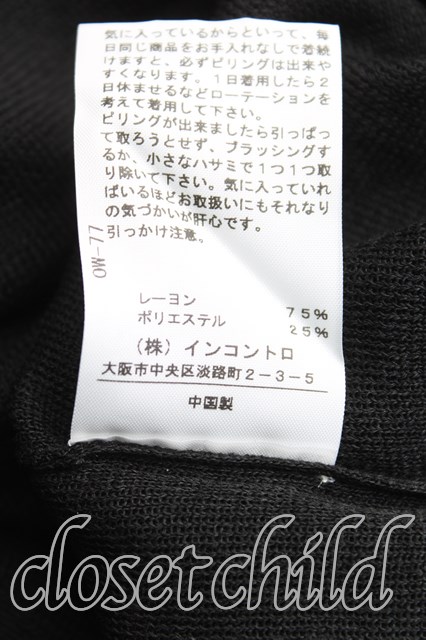 気に入っているからといって、毎
日同じ商品をお手入れなしで着続
けますと、必ずピリングは出来や
すくなります。1日着用したら2
日休ませるなどローテーションを
考えて着用して下さい。
ピリングが出来ましたら引っぱっ
て取ろうとせず、ブラッシングす
るか、小さなハサミで1つ1つ取
り除いて下さい。気に入っていれ
ばいるほどお取扱いにもそれなり
の気づかいが肝心です。
引っかけ注意。
OW-77
レーヨン 75%
ポリエステル 25%
(株)インコントロ
大阪市中央区淡路町2-3-5
中国製
closet child